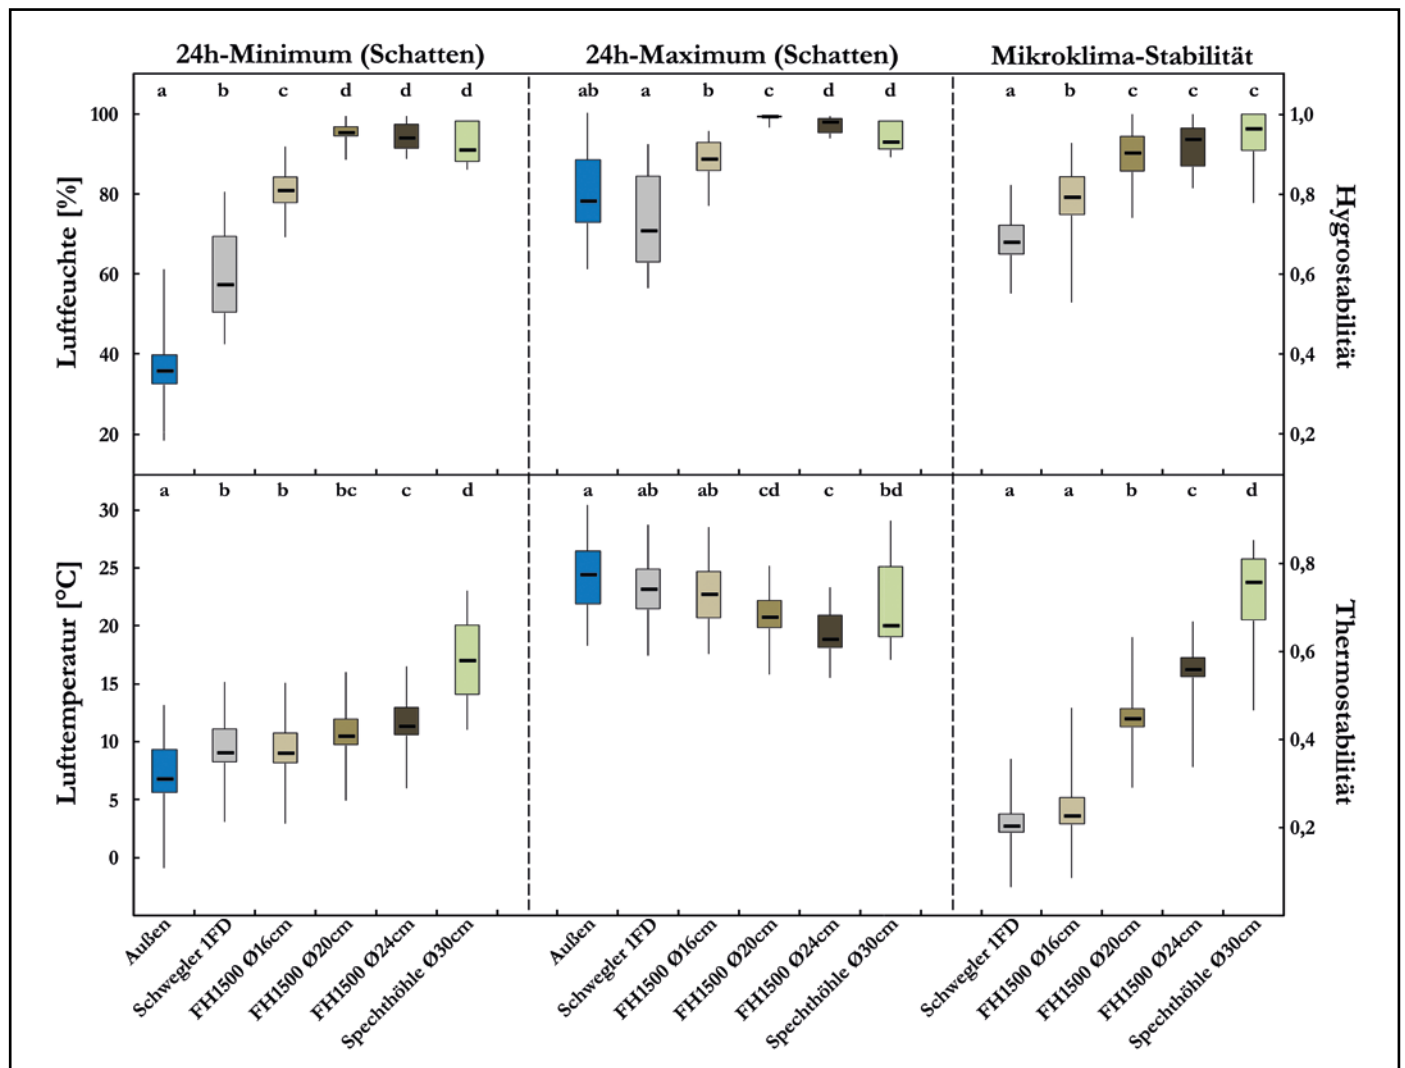 24h-Minimum (Schatten) 24h-Maximum (Schatten) Mikroklima-Stabilität
a b c d d d ab a b c d d a b c c c
Luftfeuchte [%]
100
80
60
40
20
1,0
0,8
0,6
0,4
0,2
Hygrostabilität
a b b bc c d a ab ab cd c bd a a b c d
Lufttemperatur [°C]
30
25
20
15
10
5
0
0,8
0,6
0,4
0,2
Thermostabilität
Außen
Schwegler 1FD
FH1500 Ø16cm
FH1500 Ø20cm
FH1500 Ø24cm
Spechthöhle Ø30cm
Außen
Schwegler 1FD
FH1500 Ø16cm
FH1500 Ø20cm
FH1500 Ø24cm
Spechthöhle Ø30cm
Schwegler 1FD
FH1500 Ø16cm
FH1500 Ø20cm
FH1500 Ø24cm
Spechthöhle Ø30cm